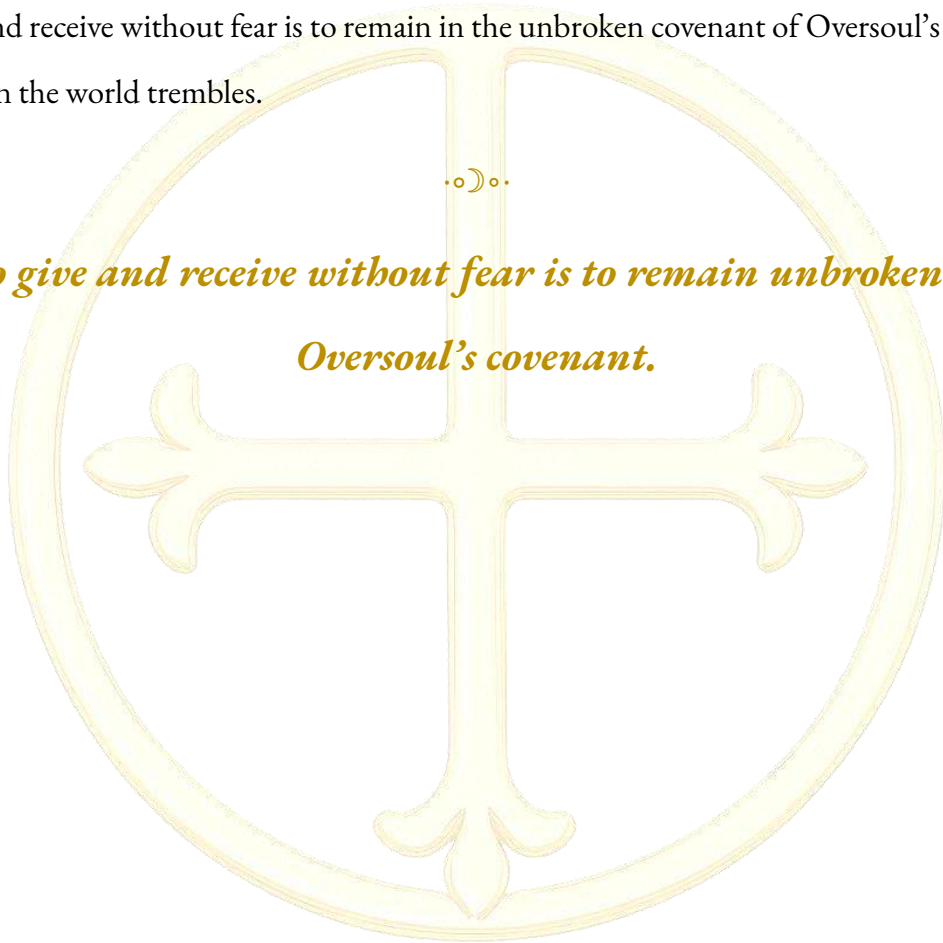 receive without fear is to remain in the unbroken covenant of Oversoul’s
the world trembles.
·∘☽∘·
give and receive without fear is to remain unbroken
Oversoul’s covenant.